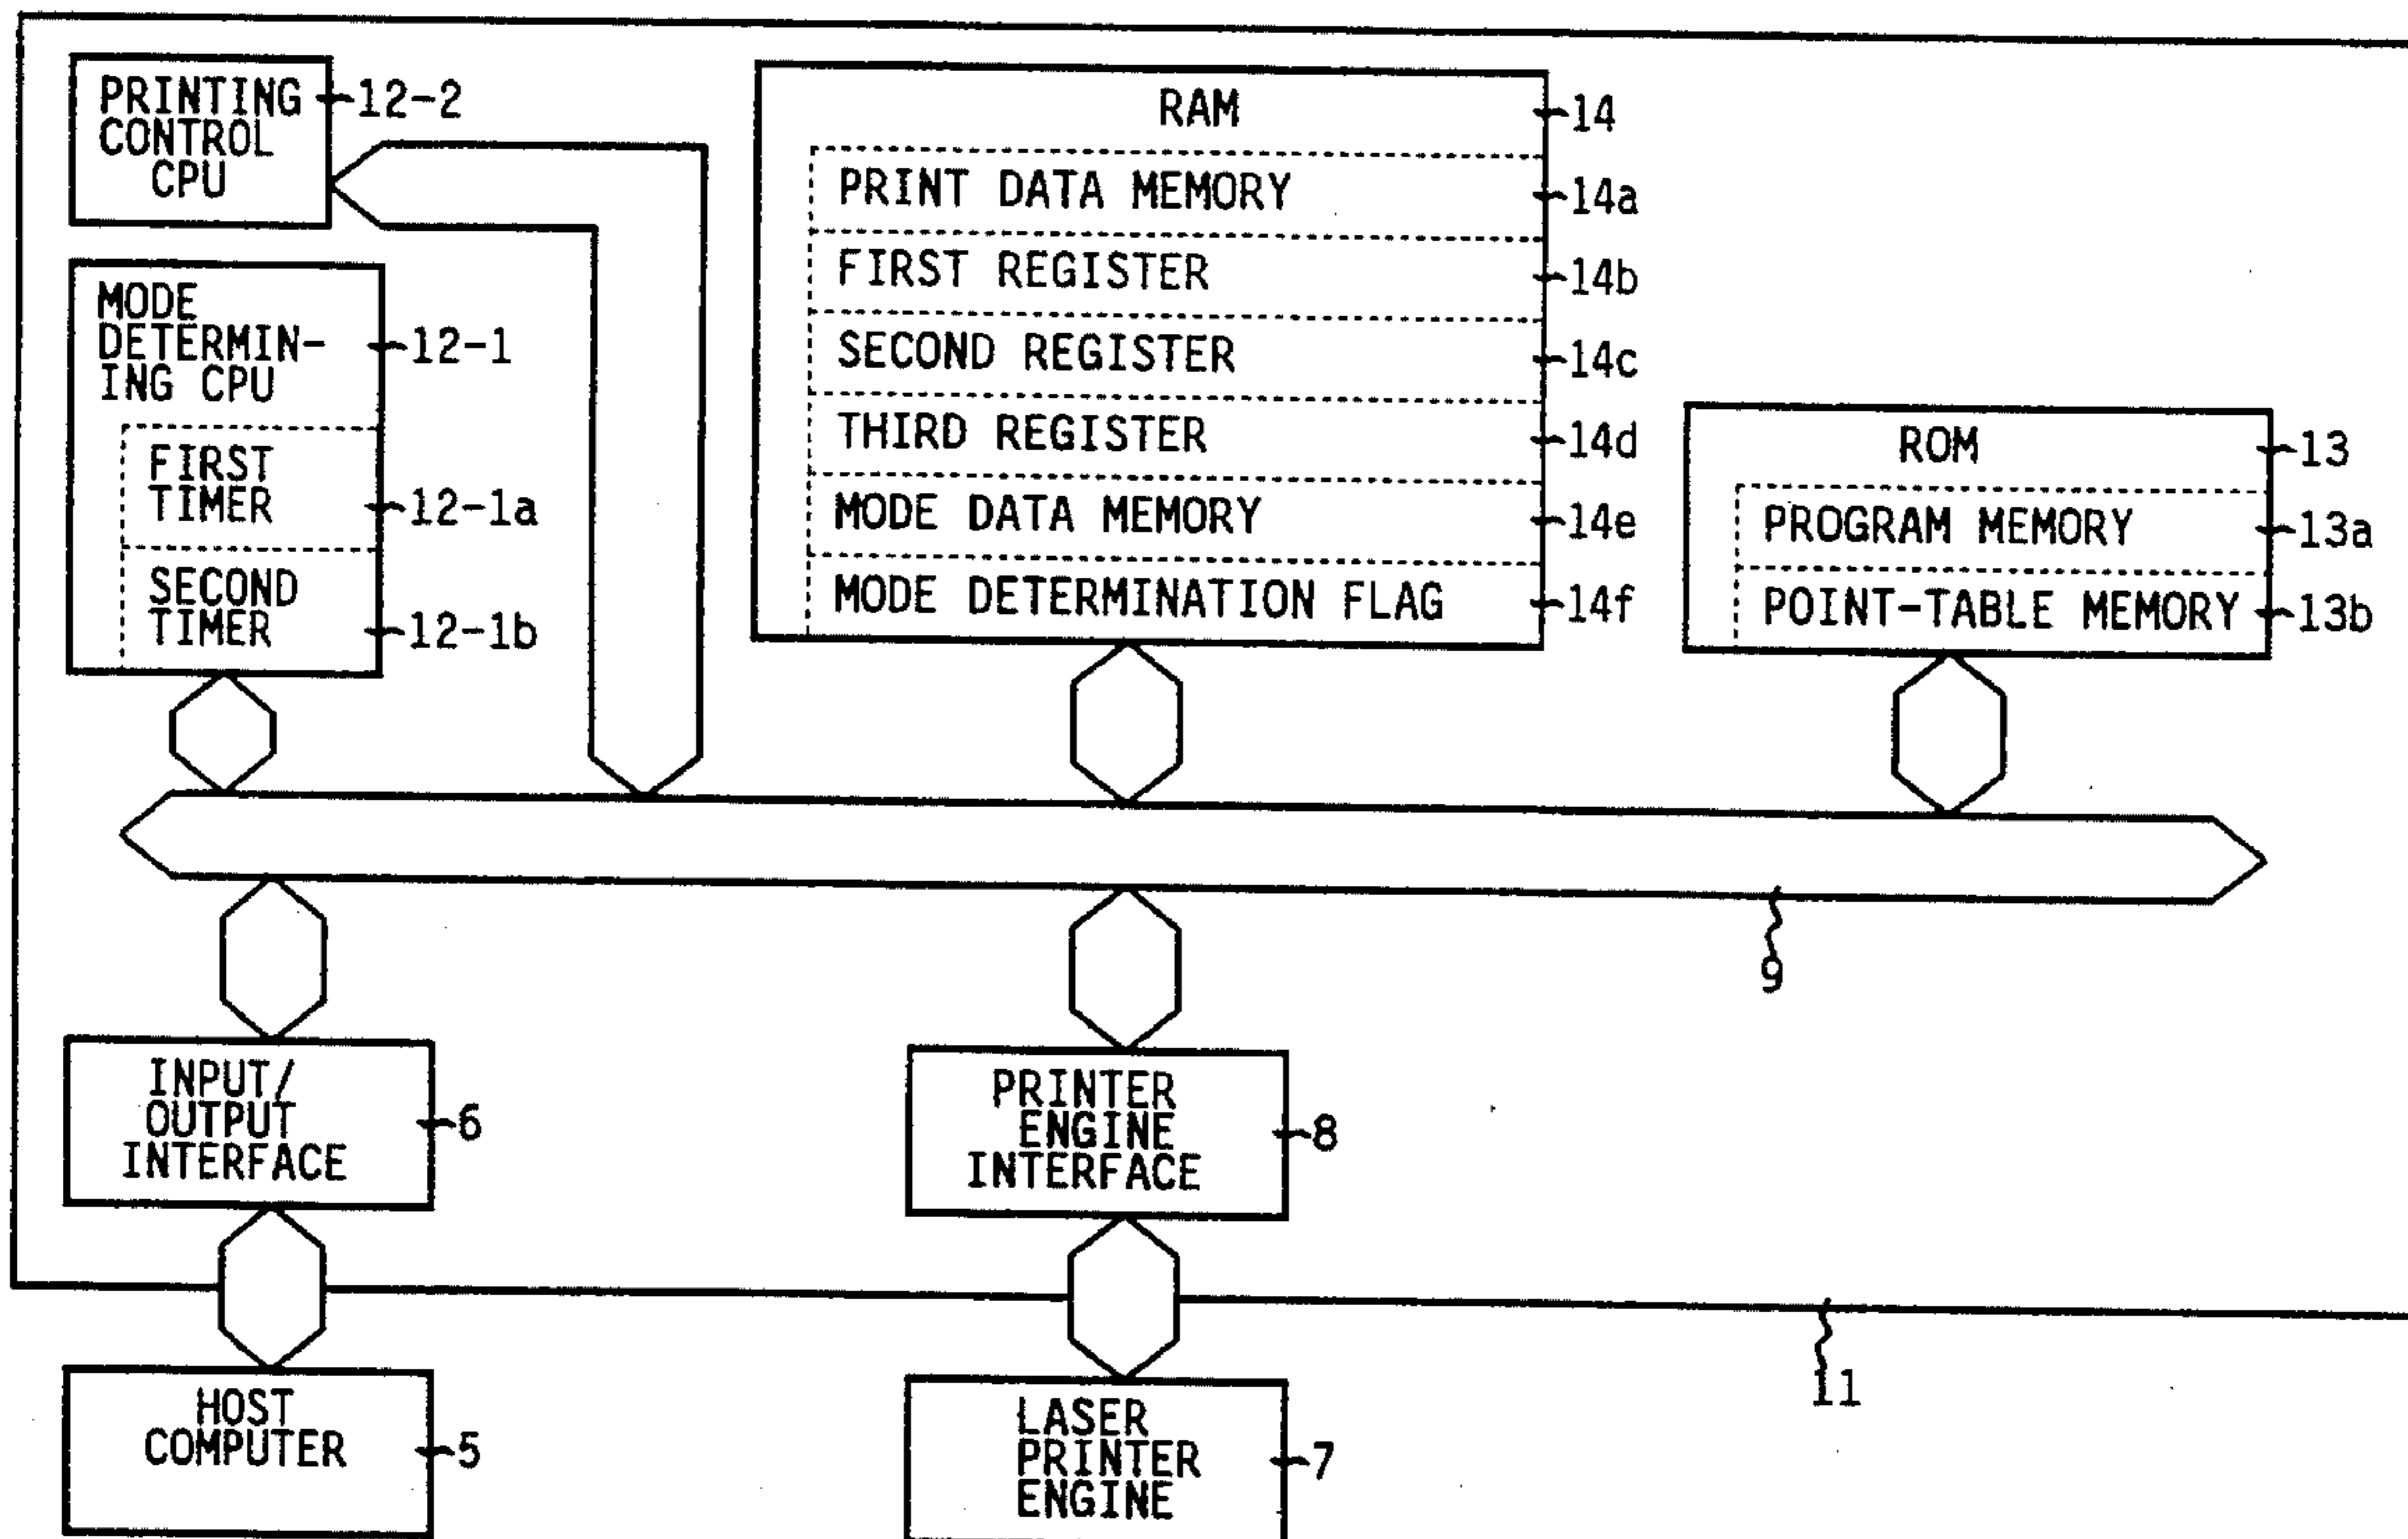 PRINTING
CONTROL
CPU
12-2
MODE
DETERMIN-
ING CPU
12-1
FIRST
TIMER
12-1a
SECOND
TIMER
12-1b
RAM
14
PRINT DATA MEMORY
14a
FIRST REGISTER
14b
SECOND REGISTER
14c
THIRD REGISTER
14d
MODE DATA MEMORY
14e
MODE DETERMINATION FLAG
14f
ROM
13
PROGRAM MEMORY
13a
POINT-TABLE MEMORY
13b
9
INPUT/
OUTPUT
INTERFACE
6
PRINTER
ENGINE
INTERFACE
8
11
HOST
COMPUTER
5
LASER
PRINTER
ENGINE
7